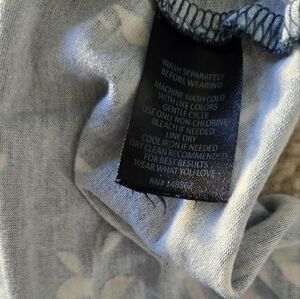 WASH SEPARATELY
BEFORE WEARING
MACHINE WASH COLD
WITH LIKE COLORS
GENTLE CYCLE
USE ONLY NON-CHLORINE
BLEACH IF NEEDED
LINE DRY
COOL IRON IF NEEDED
DRY CLEAN RECOMMENDED
FOR BEST RESULTS
WEAR WHAT YOU LOVE
RN# 148962